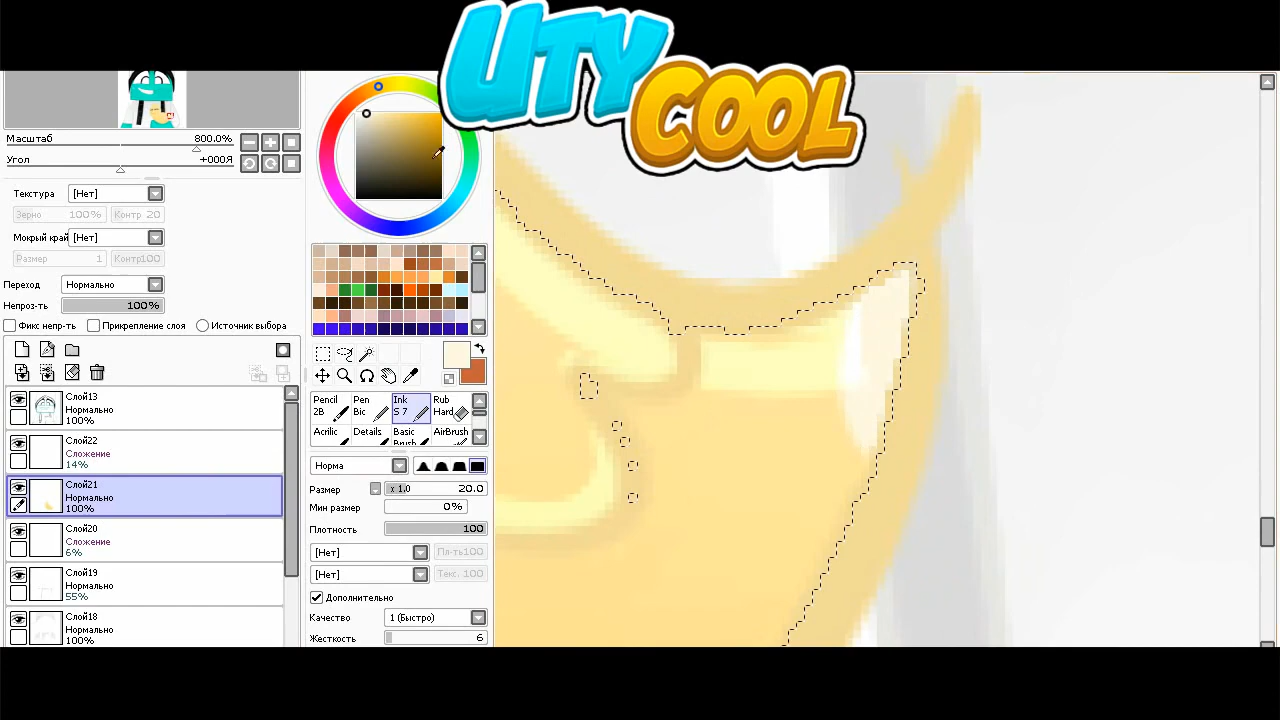 UTY
COOL
Масштаб 800.0%
Угол +000Я
Текстура [Нет]
Зерно 100% Контр 20
Мокрый край [Нет]
Размер 1 Контр100
Переход Нормально
Непроз-ть 100%
Фикс непр-ть Прикрепление слоя Источник выбора
Слой13
Нормально
100%
Слой22
Сложение
14%
Слой21
Нормально
100%
Слой20
Сложение
6%
Слой19
Нормально
55%
Слой18
Нормально
100%
Pencil
2B
Pen
Bic
Ink
S 7
Rub
Hard
Acrilic
Details
Basic
Brush
AirBrush
Норма
Размер x 1.0 20.0
Мин размер 0%
Плотность 100
[Нет] Пл-ть100
[Нет] Текс. 100
Дополнительно
Качество 1 (Быстро)
Жесткость 6